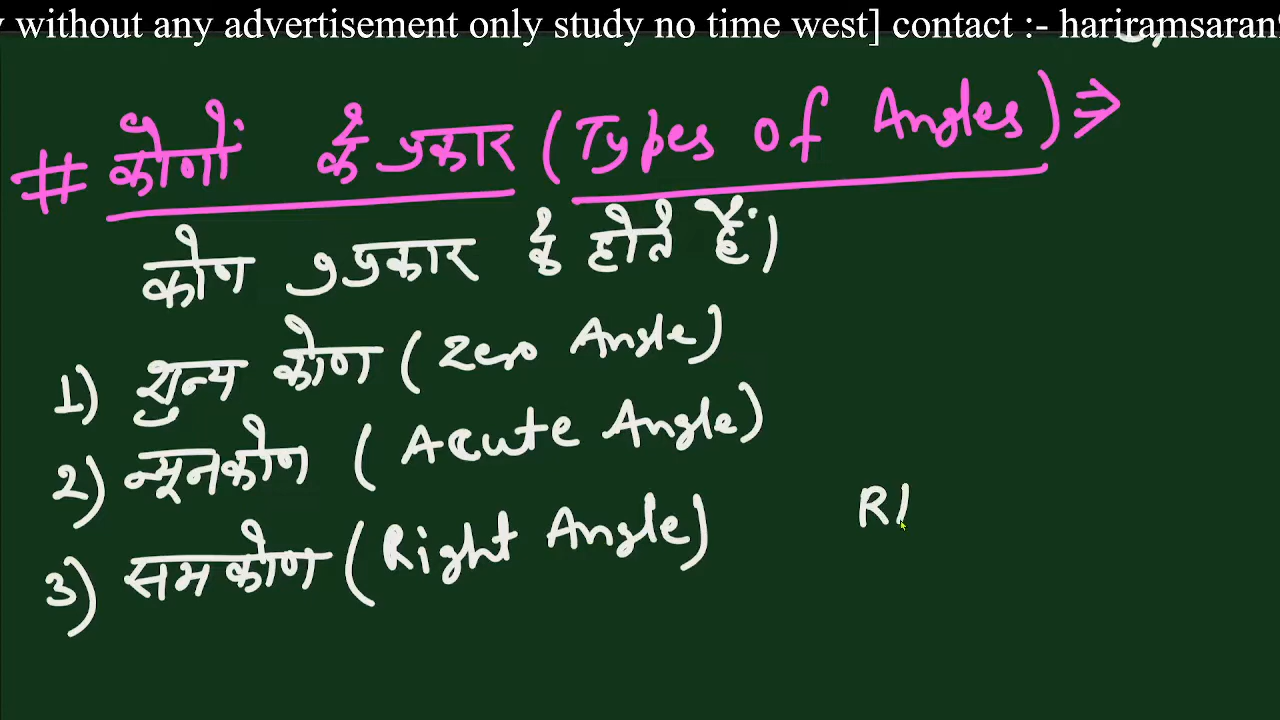 without any advertisement only study no time west] contact :- hariramsaran
# कोणों के प्रकार (Types of Angles) ⇒
कोण 9 प्रकार के होते हैं।
1) शुन्य कोण (Zero Angle)
2) न्यूनकोण (Acute Angle)
3) समकोण (Right Angle)
R